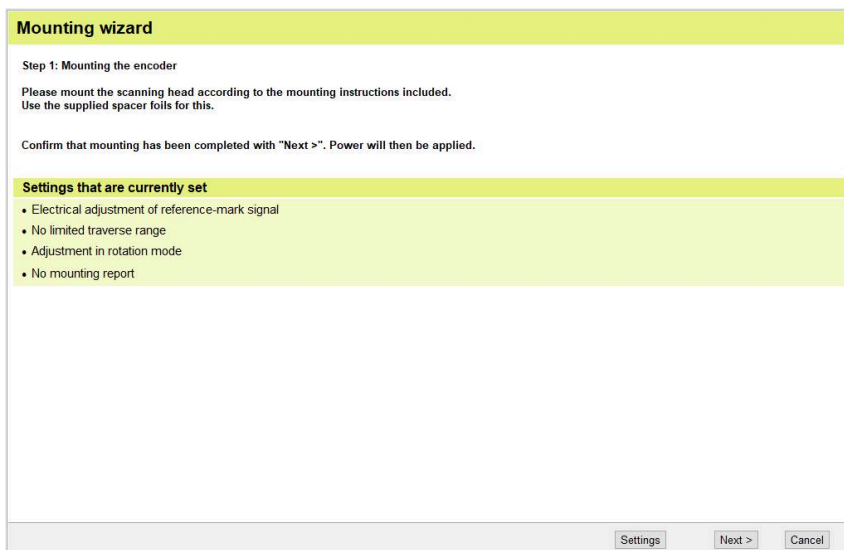 Mounting wizard
Step 1: Mounting the encoder
Please mount the scanning head according to the mounting instructions included.
Use the supplied spacer foils for this.
Confirm that mounting has been completed with "Next >". Power will then be applied.
Settings that are currently set
• Electrical adjustment of reference-mark signal
• No limited traverse range
• Adjustment in rotation mode
• No mounting report
Settings Next > Cancel